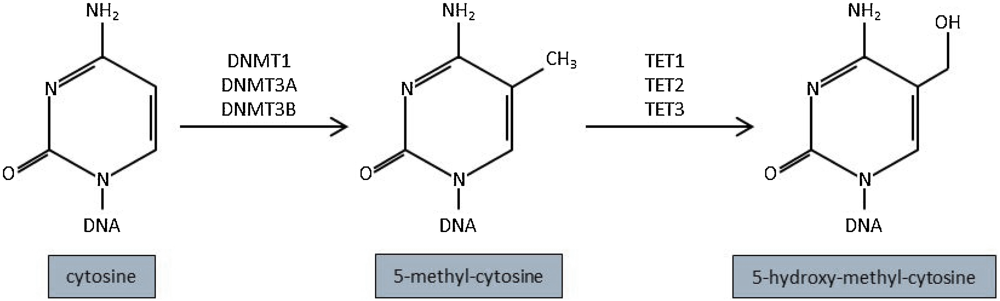 NH₂
N
O
N
DNA
cytosine
DNMT1
DNMT3A
DNMT3B
NH₂
CH₃
N
O
N
DNA
5-methyl-cytosine
TET1
TET2
TET3
NH₂
OH
N
O
N
DNA
5-hydroxy-methyl-cytosine